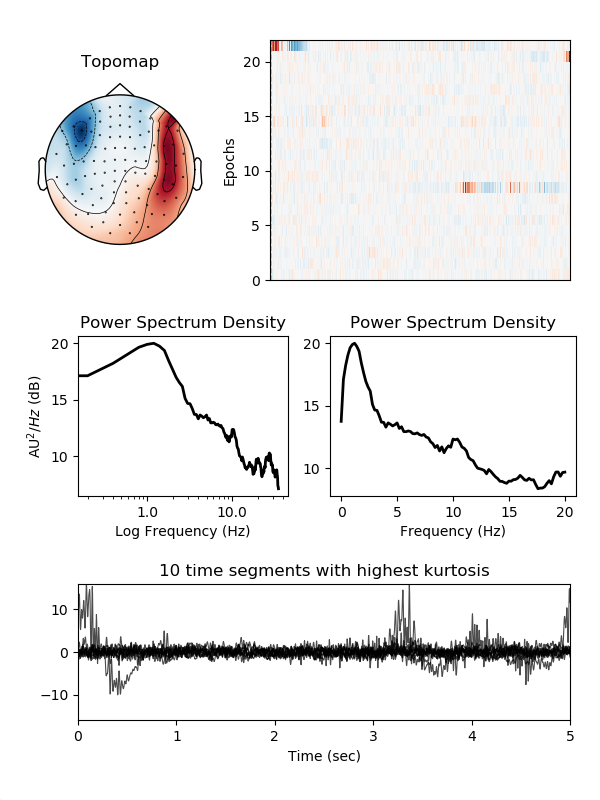 Topomap
Epochs
20
15
10
5
0
Power Spectrum Density
AU²/Hz (dB)
20
15
10
1.0 10.0
Log Frequency (Hz)
Power Spectrum Density
20
15
10
0 5 10 15 20
Frequency (Hz)
10 time segments with highest kurtosis
10
0
−10
0 1 2 3 4 5
Time (sec)